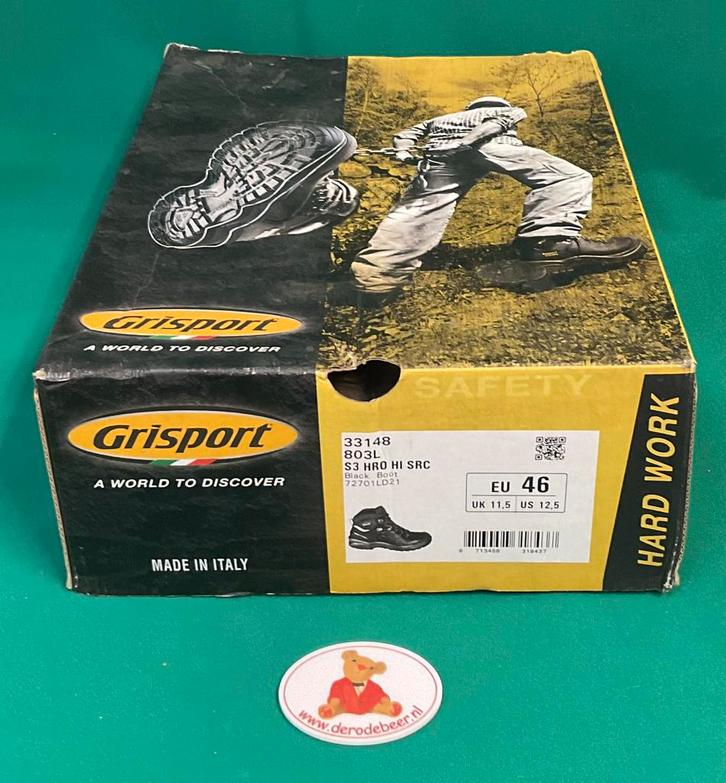 Grisport
A WORLD TO DISCOVER
SAFETY
Grisport
A WORLD TO DISCOVER
MADE IN ITALY
33148
803L
S3 HRO HI SRC
Black, Boot
72701LD21
EU 46
UK 11,5 US 12,5
HARD WORK
www.derodebeer.nl